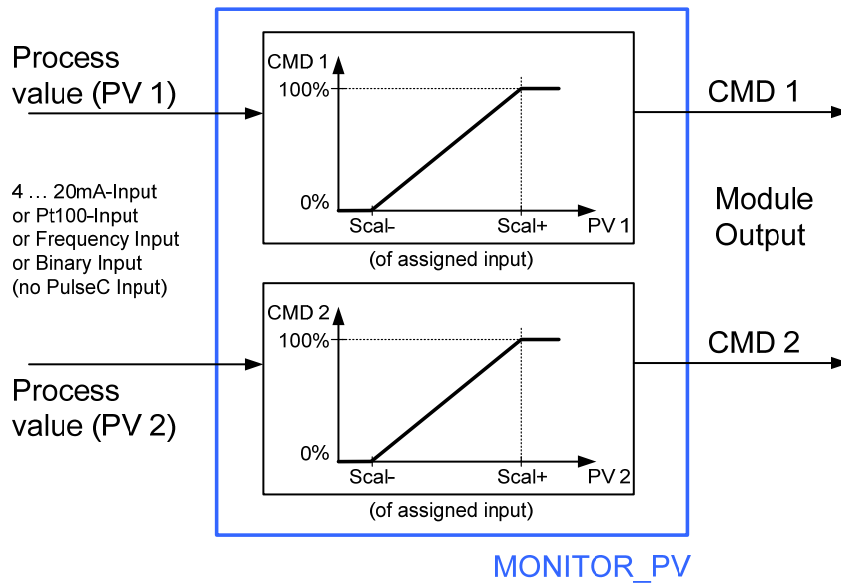 Process
value (PV 1)
4 ... 20mA-Input
or Pt100-Input
or Frequency Input
or Binary Input
(no PulseC Input)
Process
value (PV 2)
CMD 1
100%
0%
Scal-
Scal+
PV 1
(of assigned input)
CMD 2
100%
0%
Scal-
Scal+
PV 2
(of assigned input)
CMD 1
Module
Output
CMD 2
MONITOR_PV